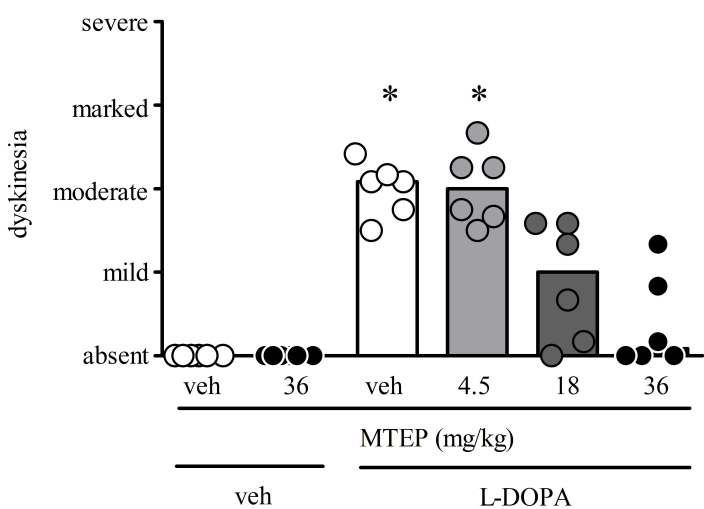 severe
marked
moderate
mild
absent
dyskinesia
* *
veh 36 veh 4.5 18 36
MTEP (mg/kg)
veh L-DOPA